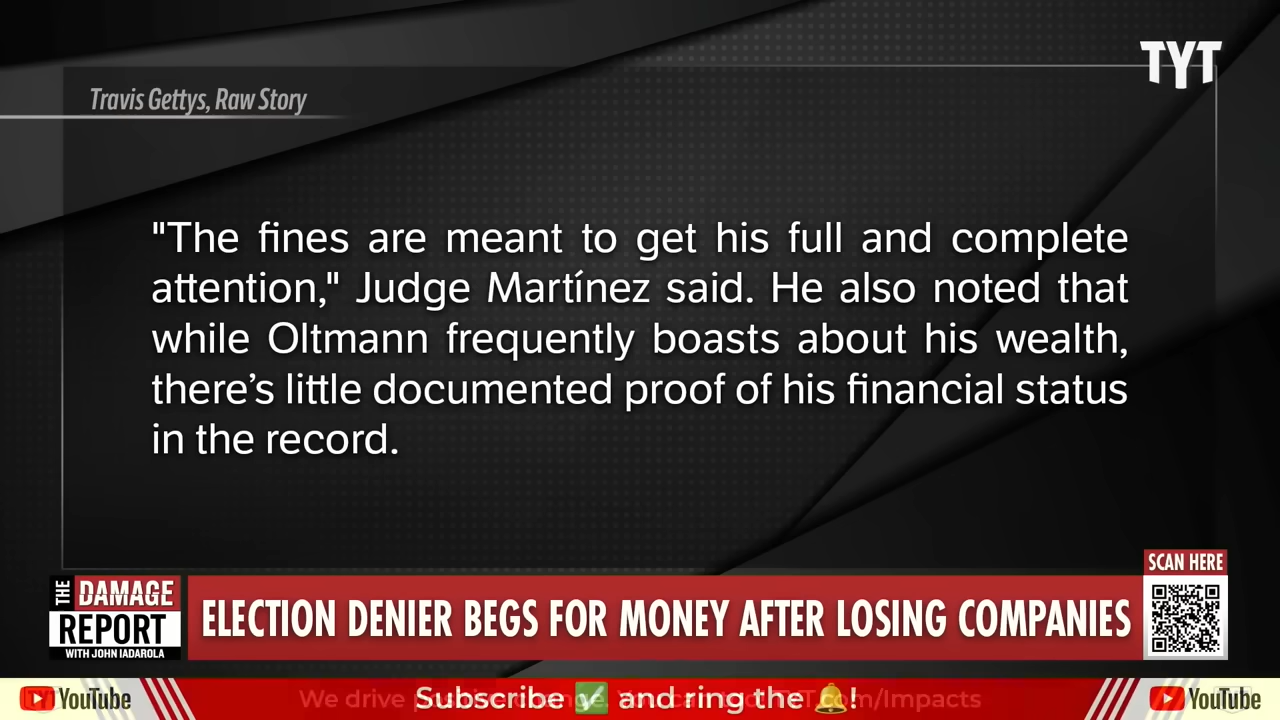 TYT
Travis Gettys, Raw Story
"The fines are meant to get his full and complete
attention," Judge Martínez said. He also noted that
while Oltmann frequently boasts about his wealth,
there’s little documented proof of his financial status
in the record.
SCAN HERE
THE DAMAGE
REPORT
WITH JOHN IADAROLA
ELECTION DENIER BEGS FOR MONEY AFTER LOSING COMPANIES
YouTube
Subscribe ✅ and ring the 🔔!
YouTube